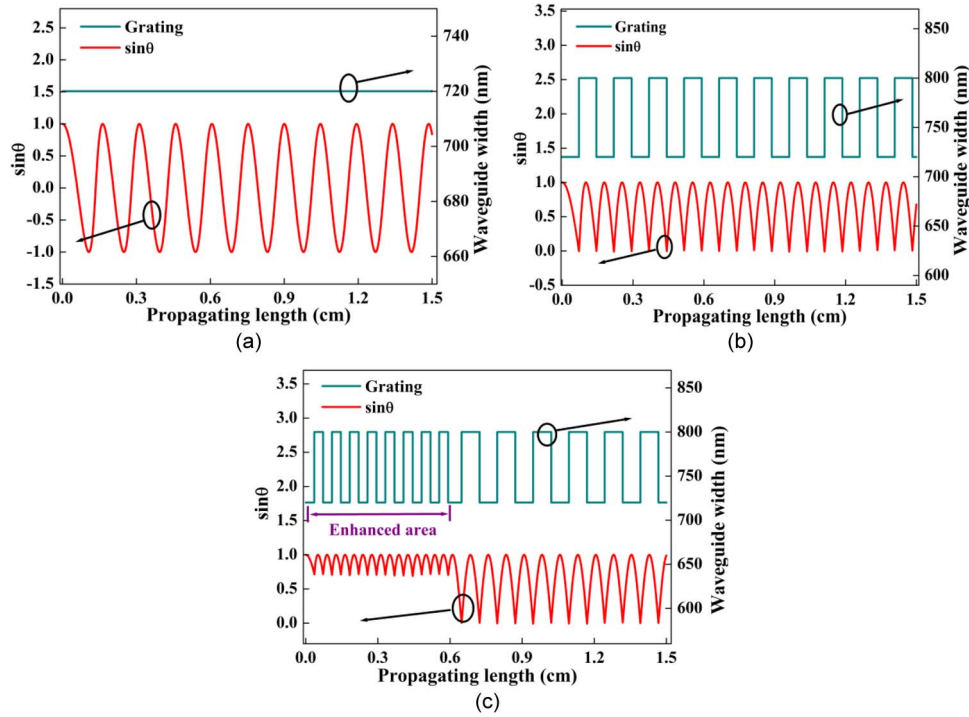 Grating
sinθ
2.5
2.0
1.5
1.0
0.5
0.0
-0.5
-1.0
-1.5
sinθ
740
720
700
680
660
Waveguide width (nm)
0.0 0.3 0.6 0.9 1.2 1.5
Propagating length (cm)
(a)
Grating
sinθ
3.5
3.0
2.5
2.0
1.5
1.0
0.5
0.0
-0.5
sinθ
850
800
750
700
650
600
Waveguide width (nm)
0.0 0.3 0.6 0.9 1.2 1.5
Propagating length (cm)
(b)
Grating
sinθ
3.5
3.0
2.5
2.0
1.5
1.0
0.5
0.0
sinθ
850
800
750
700
650
600
Waveguide width (nm)
Enhanced area
0.0 0.3 0.6 0.9 1.2 1.5
Propagating length (cm)
(c)